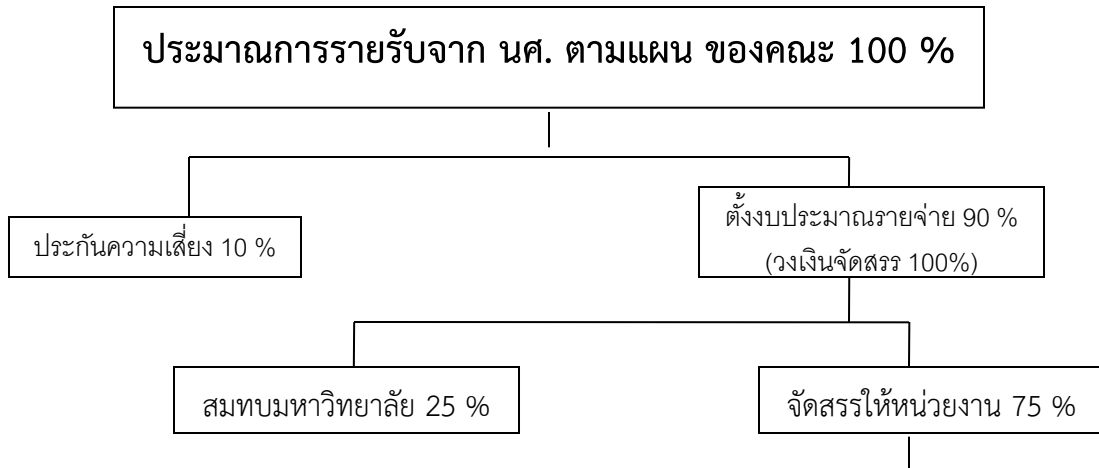 ประมาณการรายรับจาก นศ. ตามแผน ของคณะ 100 %
ประกันความเสี่ยง 10 %
ตั้งงบประมาณรายจ่าย 90 %
(วงเงินจัดสรร 100%)
สมทบมหาวิทยาลัย 25 %
จัดสรรให้หน่วยงาน 75 %